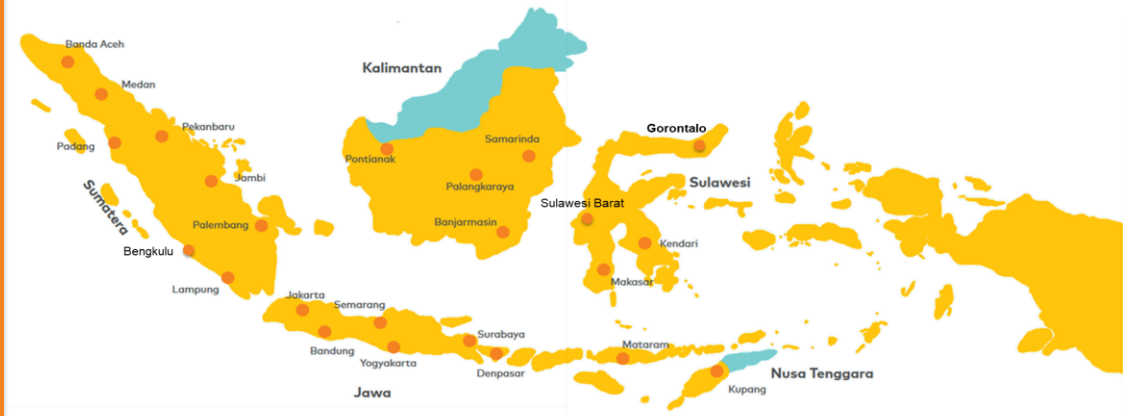 Banda Aceh
Kalimantan
Medan
Pekanbaru
Gorontalo
Padang
Samarinda
Pontianak
Jambi
Sulawesi
Palangkaraya
Sumatera
Sulawesi Barat
Palembang
Banjarmasin
Kendari
Bengkulu
Makasar
Lampung
Jakarta
Semarang
Surabaya
Mataram
Bandung
Yogyakarta
Denpasar
Nusa Tenggara
Kupang
Jawa